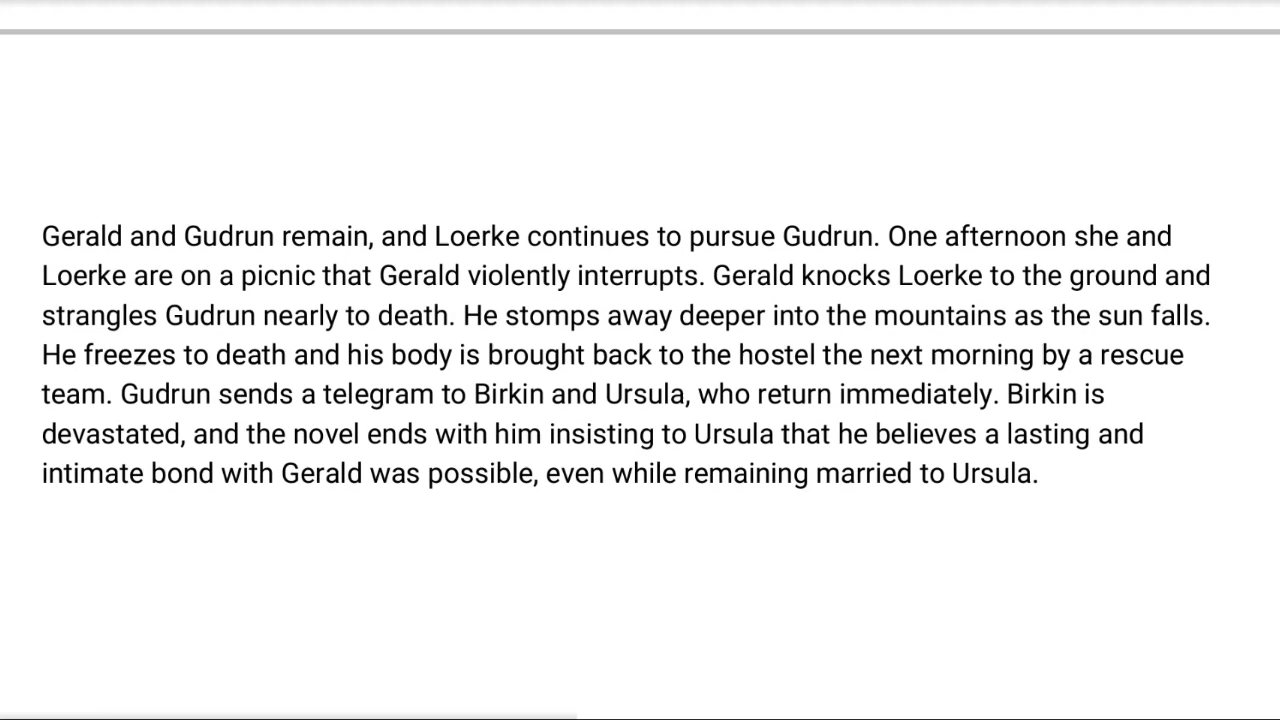 Gerald and Gudrun remain, and Loerke continues to pursue Gudrun. One afternoon she and
Loerke are on a picnic that Gerald violently interrupts. Gerald knocks Loerke to the ground and
strangles Gudrun nearly to death. He stomps away deeper into the mountains as the sun falls.
He freezes to death and his body is brought back to the hostel the next morning by a rescue
team. Gudrun sends a telegram to Birkin and Ursula, who return immediately. Birkin is
devastated, and the novel ends with him insisting to Ursula that he believes a lasting and
intimate bond with Gerald was possible, even while remaining married to Ursula.